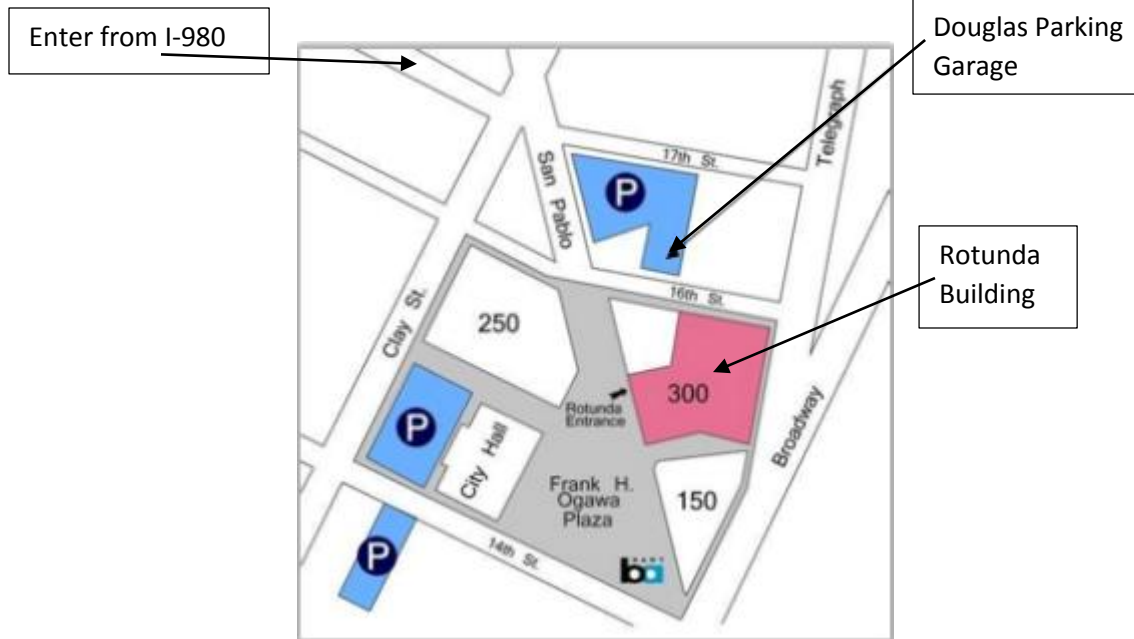 Enter from I-980
Douglas Parking
Garage
Telegraph
17th St.
San Pablo
P
Rotunda
Building
16th St.
250
Clay St.
300
Rotunda
Entrance
Broadway
P
City Hall
Frank H.
Ogawa
Plaza
150
14th St.
P
ba